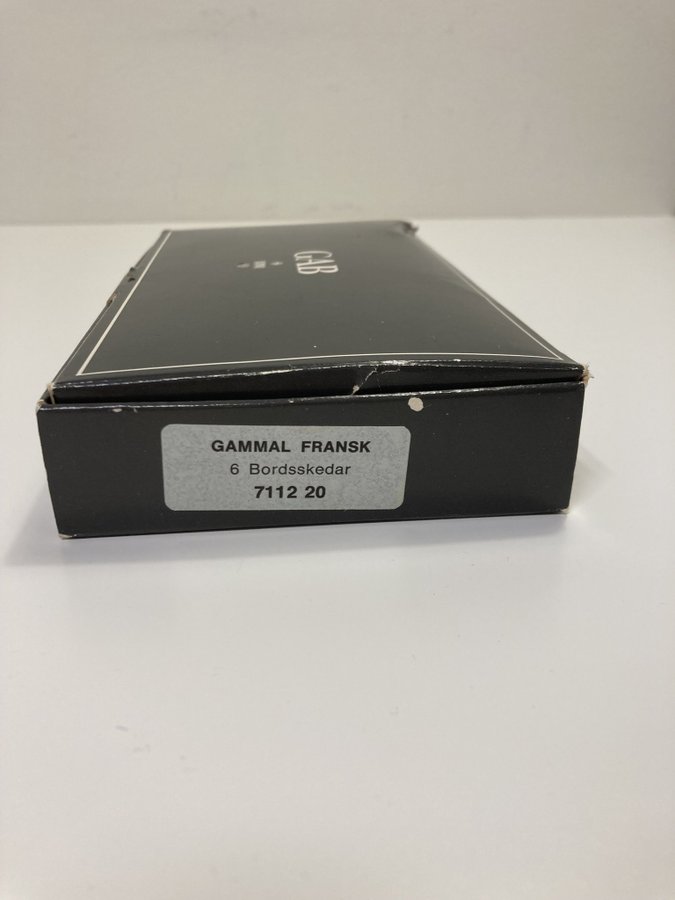 GAB
GAMMAL FRANSK
6 Bordsskedar
7112 20